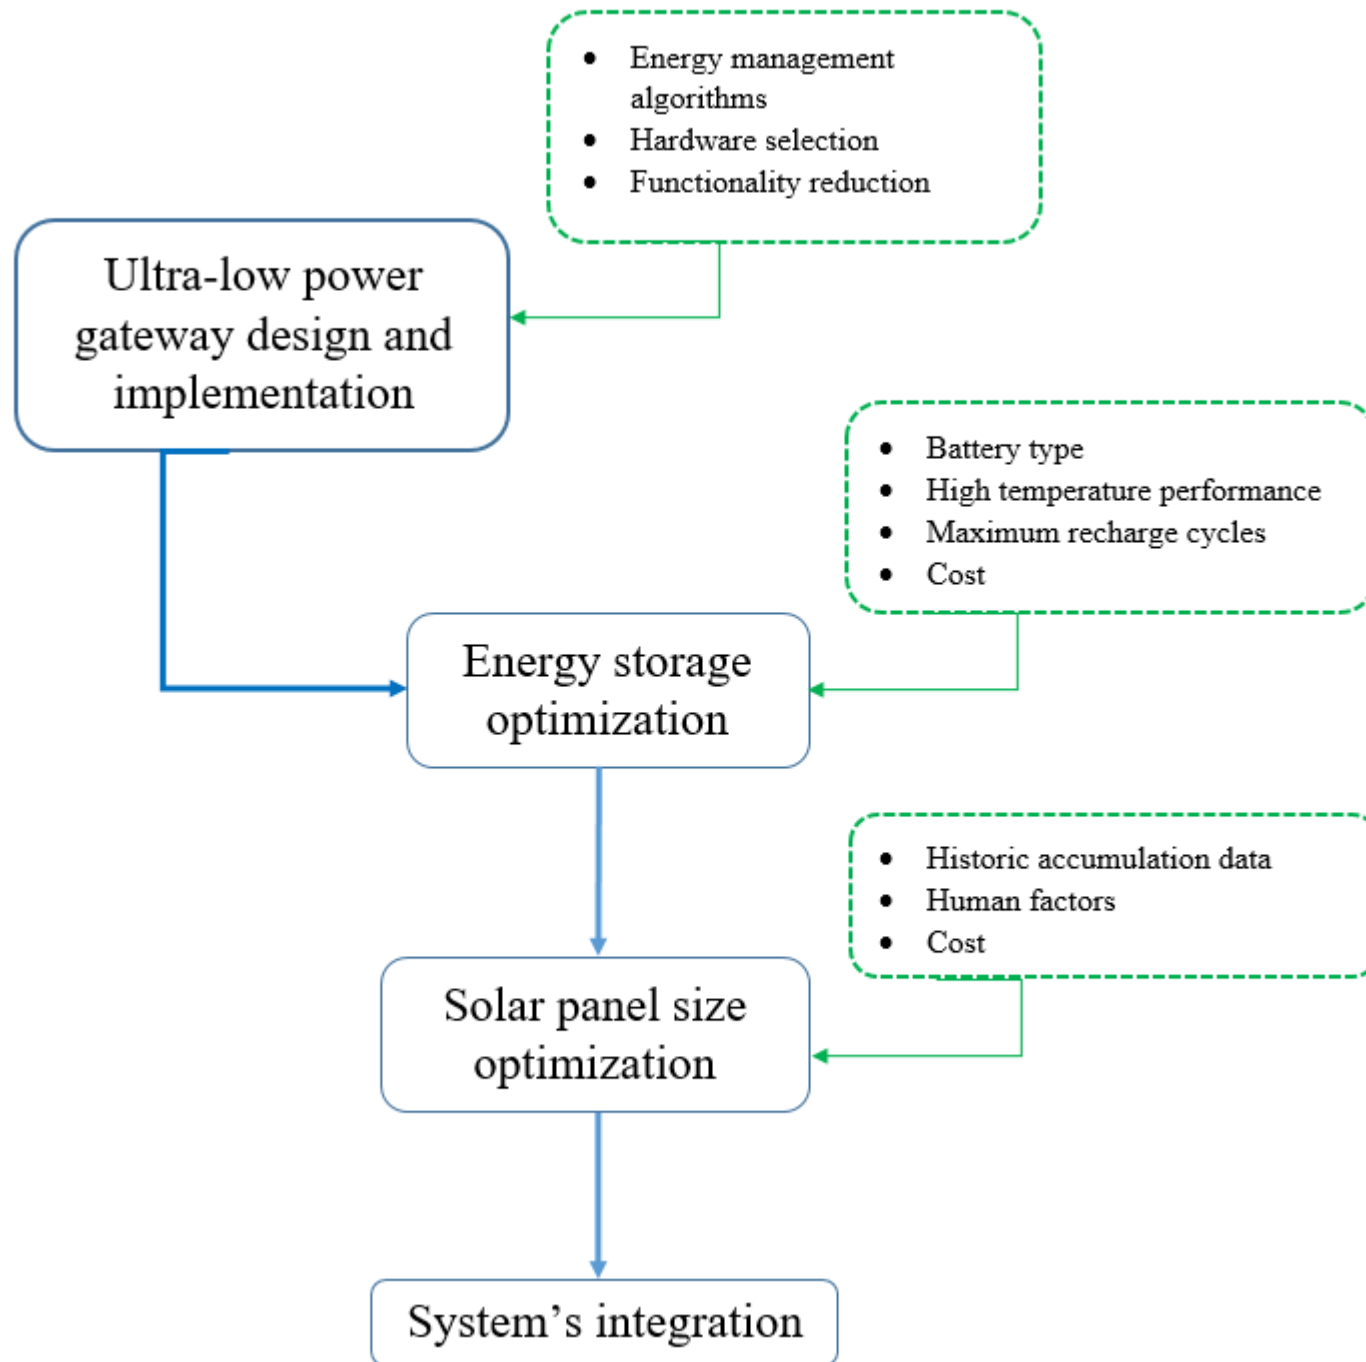 • Energy management
algorithms
• Hardware selection
• Functionality reduction
Ultra-low power
gateway design and
implementation
• Battery type
• High temperature performance
• Maximum recharge cycles
• Cost
Energy storage
optimization
• Historic accumulation data
• Human factors
• Cost
Solar panel size
optimization
System’s integration